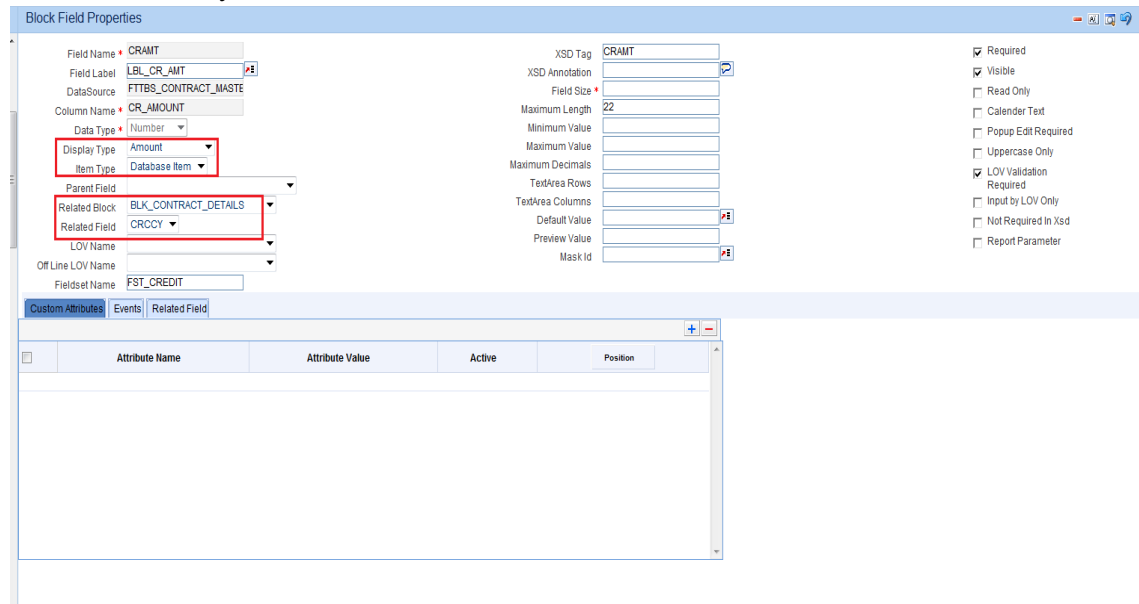 Block Field Properties
Field Name * CRAMT
Field Label LBL_CR_AMT
DataSource FTTBS_CONTRACT_MASTE
Column Name * CR_AMOUNT
Data Type * Number
Display Type Amount
Item Type Database Item
Parent Field
Related Block BLK_CONTRACT_DETAILS
Related Field CRCCY
LOV Name
Off Line LOV Name
Fieldset Name FST_CREDIT
XSD Tag CRAMT
XSD Annotation
Field Size *
Maximum Length 22
Minimum Value
Maximum Value
Maximum Decimals
TextArea Rows
TextArea Columns
Default Value
Preview Value
Mask Id
Required
Visible
Read Only
Calender Text
Popup Edit Required
Uppercase Only
LOV Validation
Required
Input by LOV Only
Not Required In Xsd
Report Parameter
Custom Attributes Events Related Field
Attribute Name Attribute Value Active Position